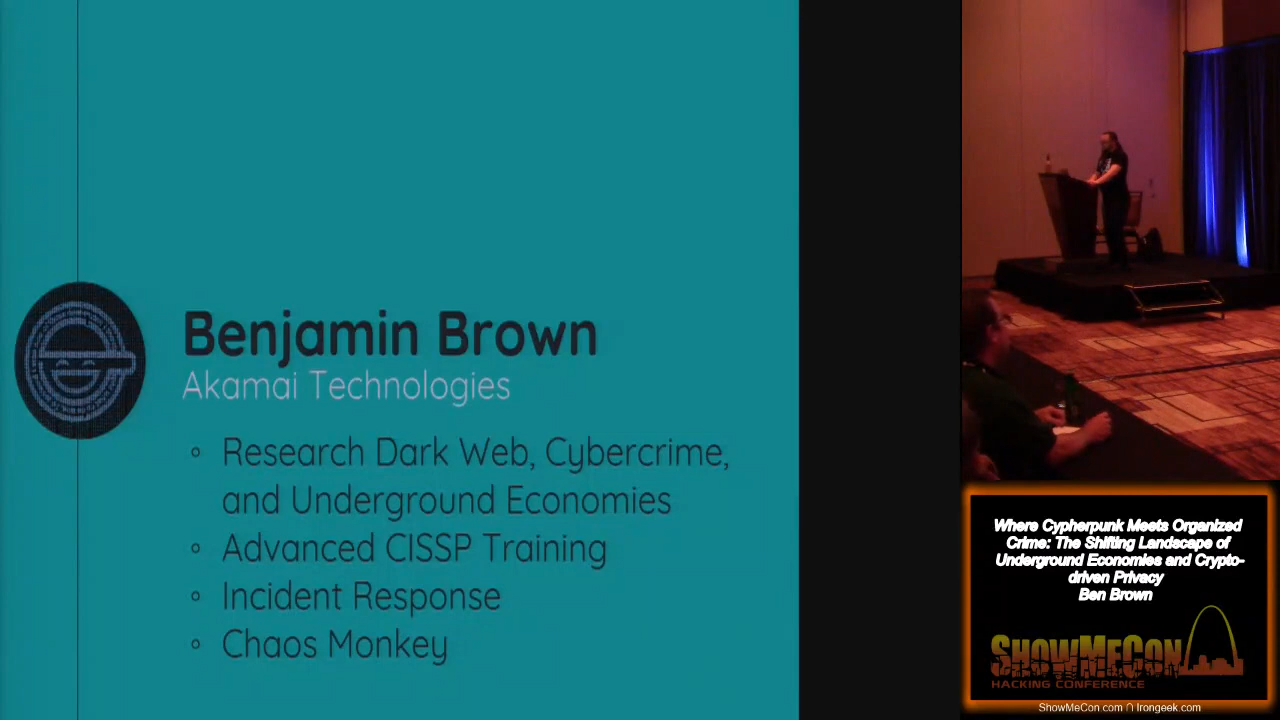 Benjamin Brown
Akamai Technologies
Research Dark Web, Cybercrime,
and Underground Economies
Advanced CISSP Training
Incident Response
Chaos Monkey
Where Cypherpunk Meets Organized
Crime: The Shifting Landscape of
Underground Economies and Crypto-
driven Privacy
Ben Brown
ShowMeCon
HACKING CONFERENCE
ShowMeCon.com ∩ Irongeek.com